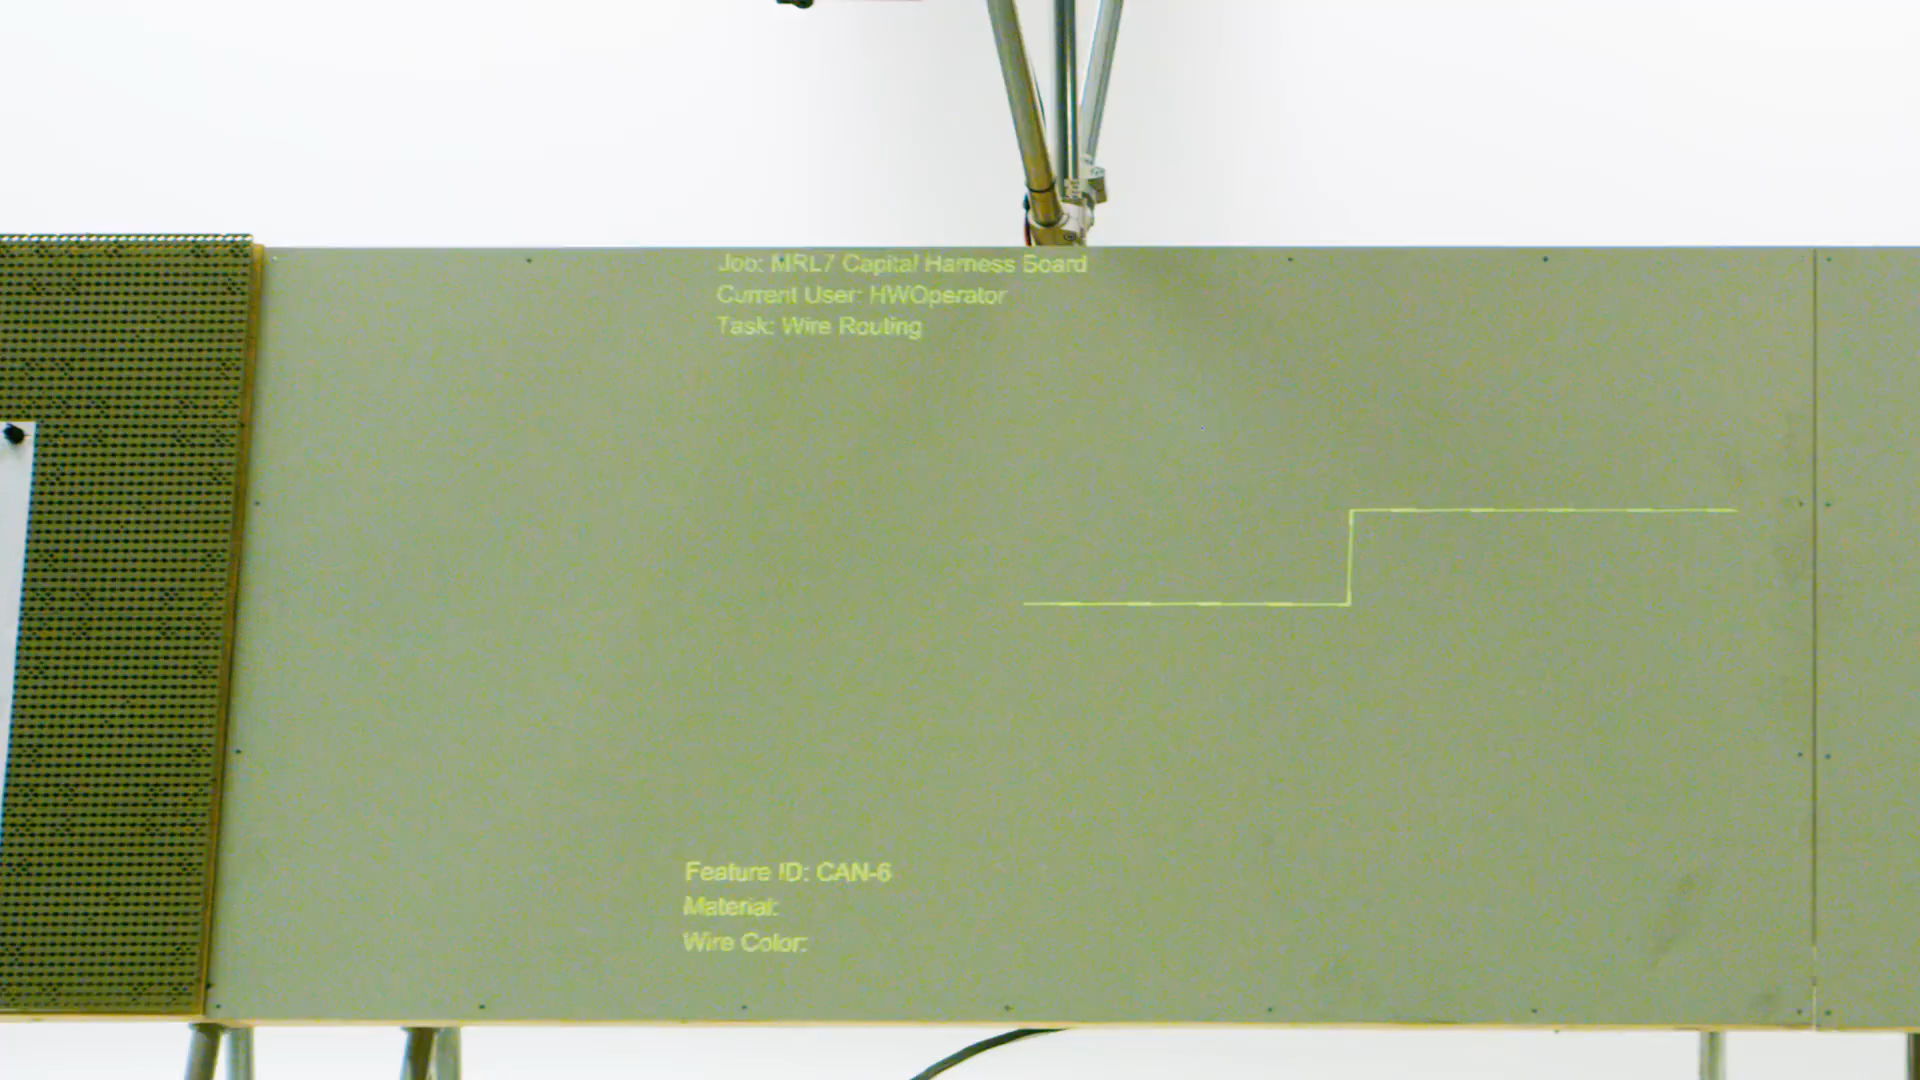 Job: MRL7 Capital Harness Board
Current User: HWOperator
Task: Wire Routing
Feature ID: CAN-6
Material:
Wire Color: